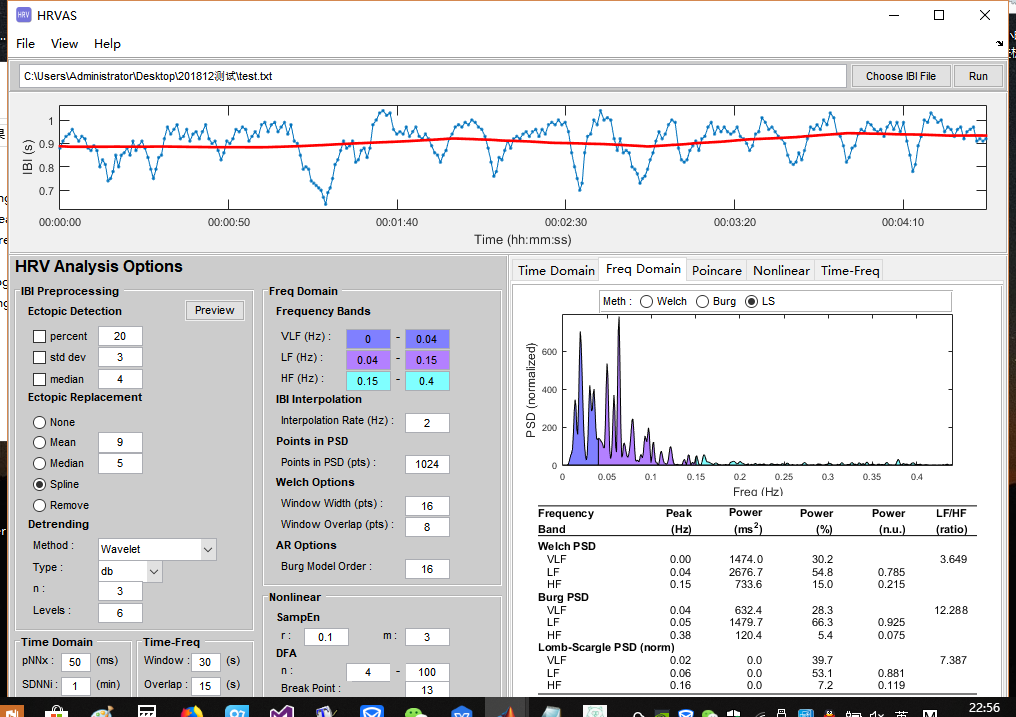 HRV HRVAS
File View Help
C:\Users\Administrator\Desktop\201812测试\test.txt Choose IBI File Run
IBI (s)
1
0.9
0.8
0.7
00:00:00 00:00:50 00:01:40 00:02:30 00:03:20 00:04:10
Time (hh:mm:ss)
HRV Analysis Options
IBI Preprocessing
Ectopic Detection Preview
percent 20
std dev 3
median 4
Ectopic Replacement
None
Mean 9
Median 5
Spline
Remove
Detrending
Method : Wavelet
Type : db
n : 3
Levels : 6
Time Domain
pNNx : 50 (ms)
SDNNi : 1 (min)
Time-Freq
Window : 30 (s)
Overlap : 15 (s)
Freq Domain
Frequency Bands
VLF (Hz) : 0 - 0.04
LF (Hz) : 0.04 - 0.15
HF (Hz) : 0.15 - 0.4
IBI Interpolation
Interpolation Rate (Hz) : 2
Points in PSD
Points in PSD (pts) : 1024
Welch Options
Window Width (pts) : 16
Window Overlap (pts) : 8
AR Options
Burg Model Order : 16
Nonlinear
SampEn
r : 0.1 m : 3
DFA
n : 4 - 100
Break Point : 13
Time Domain Freq Domain Poincare Nonlinear Time-Freq
Meth : Welch Burg LS
PSD (normalized)
600
400
200
0
0 0.05 0.1 0.15 0.2 0.25 0.3 0.35 0.4
Freq (Hz)
Frequency Peak Power Power Power LF/HF
Band (Hz) (ms2) (%) (n.u.) (ratio)
Welch PSD
VLF 0.00 1474.0 30.2 3.649
LF 0.04 2676.7 54.8 0.785
HF 0.15 733.6 15.0 0.215
Burg PSD
VLF 0.04 632.4 28.3 12.288
LF 0.05 1479.7 66.3 0.925
HF 0.38 120.4 5.4 0.075
Lomb-Scargle PSD (norm)
VLF 0.02 0.0 39.7 7.387
LF 0.06 0.0 53.1 0.881
HF 0.16 0.0 7.2 0.119
22:56